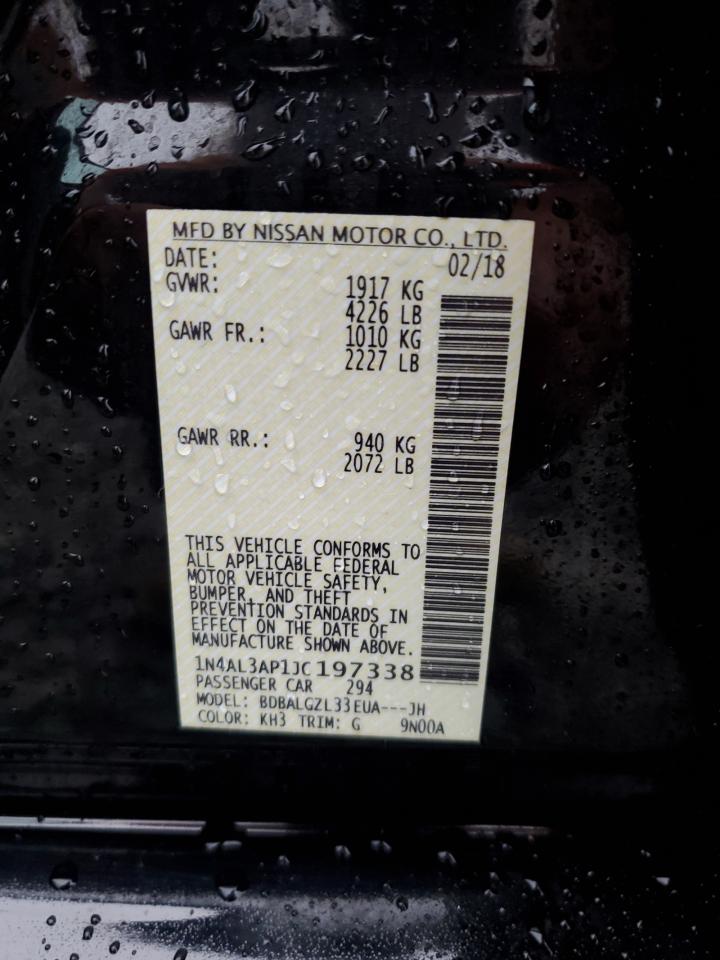 MFD BY NISSAN MOTOR CO., LTD.
DATE: 02/18
GVWR: 1917 KG
4226 LB
GAWR FR.: 1010 KG
2227 LB
GAWR RR.: 940 KG
2072 LB
THIS VEHICLE CONFORMS TO
ALL APPLICABLE FEDERAL
MOTOR VEHICLE SAFETY,
BUMPER, AND THEFT
PREVENTION STANDARDS IN
EFFECT ON THE DATE OF
MANUFACTURE SHOWN ABOVE.
1N4AL3AP1JC197338
PASSENGER CAR 294
MODEL: BDBALGZL33EUA---JH
COLOR: KH3 TRIM: G 9N00A